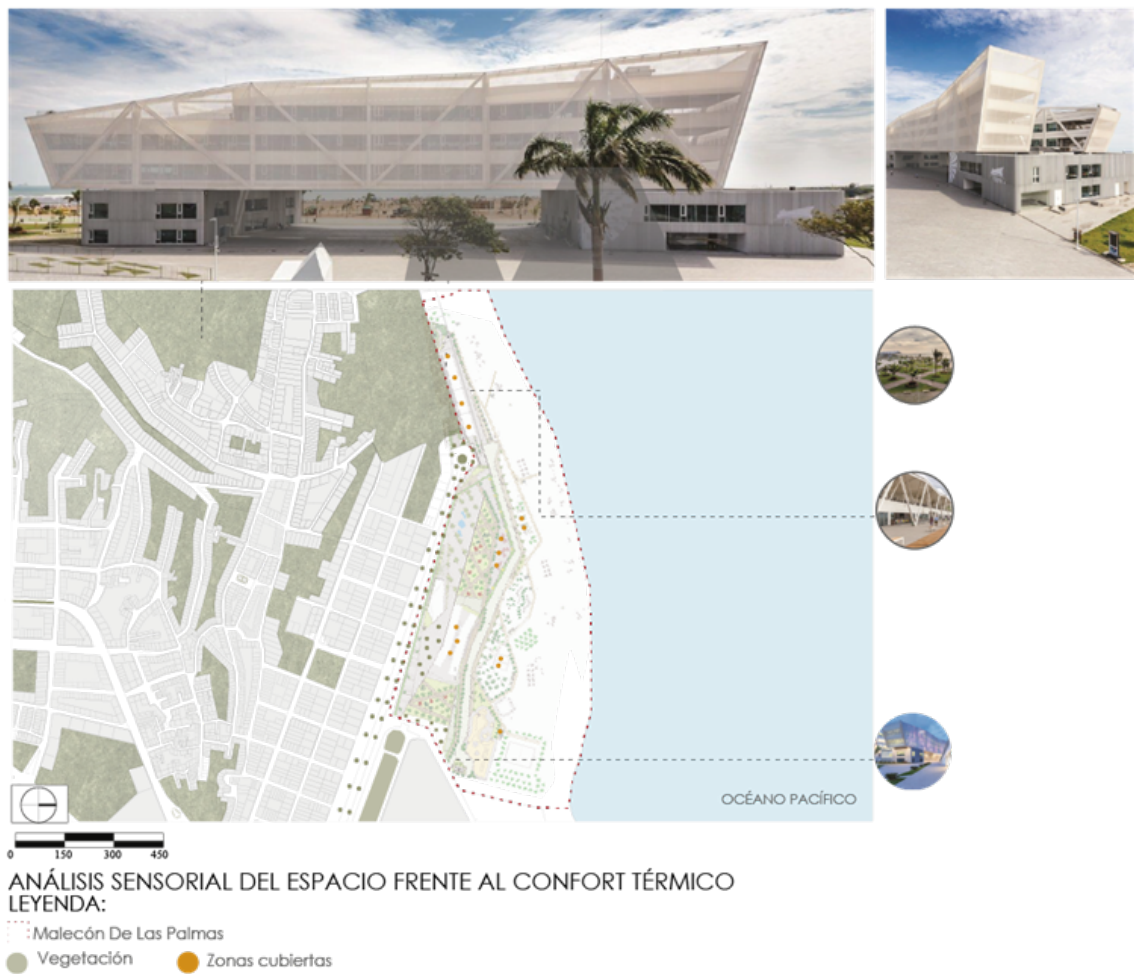 OCÉANO PACÍFICO
0 150 300 450
ANÁLISIS SENSORIAL DEL ESPACIO FRENTE AL CONFORT TÉRMICO
LEYENDA:
Malecón De Las Palmas
Vegetación Zonas cubiertas